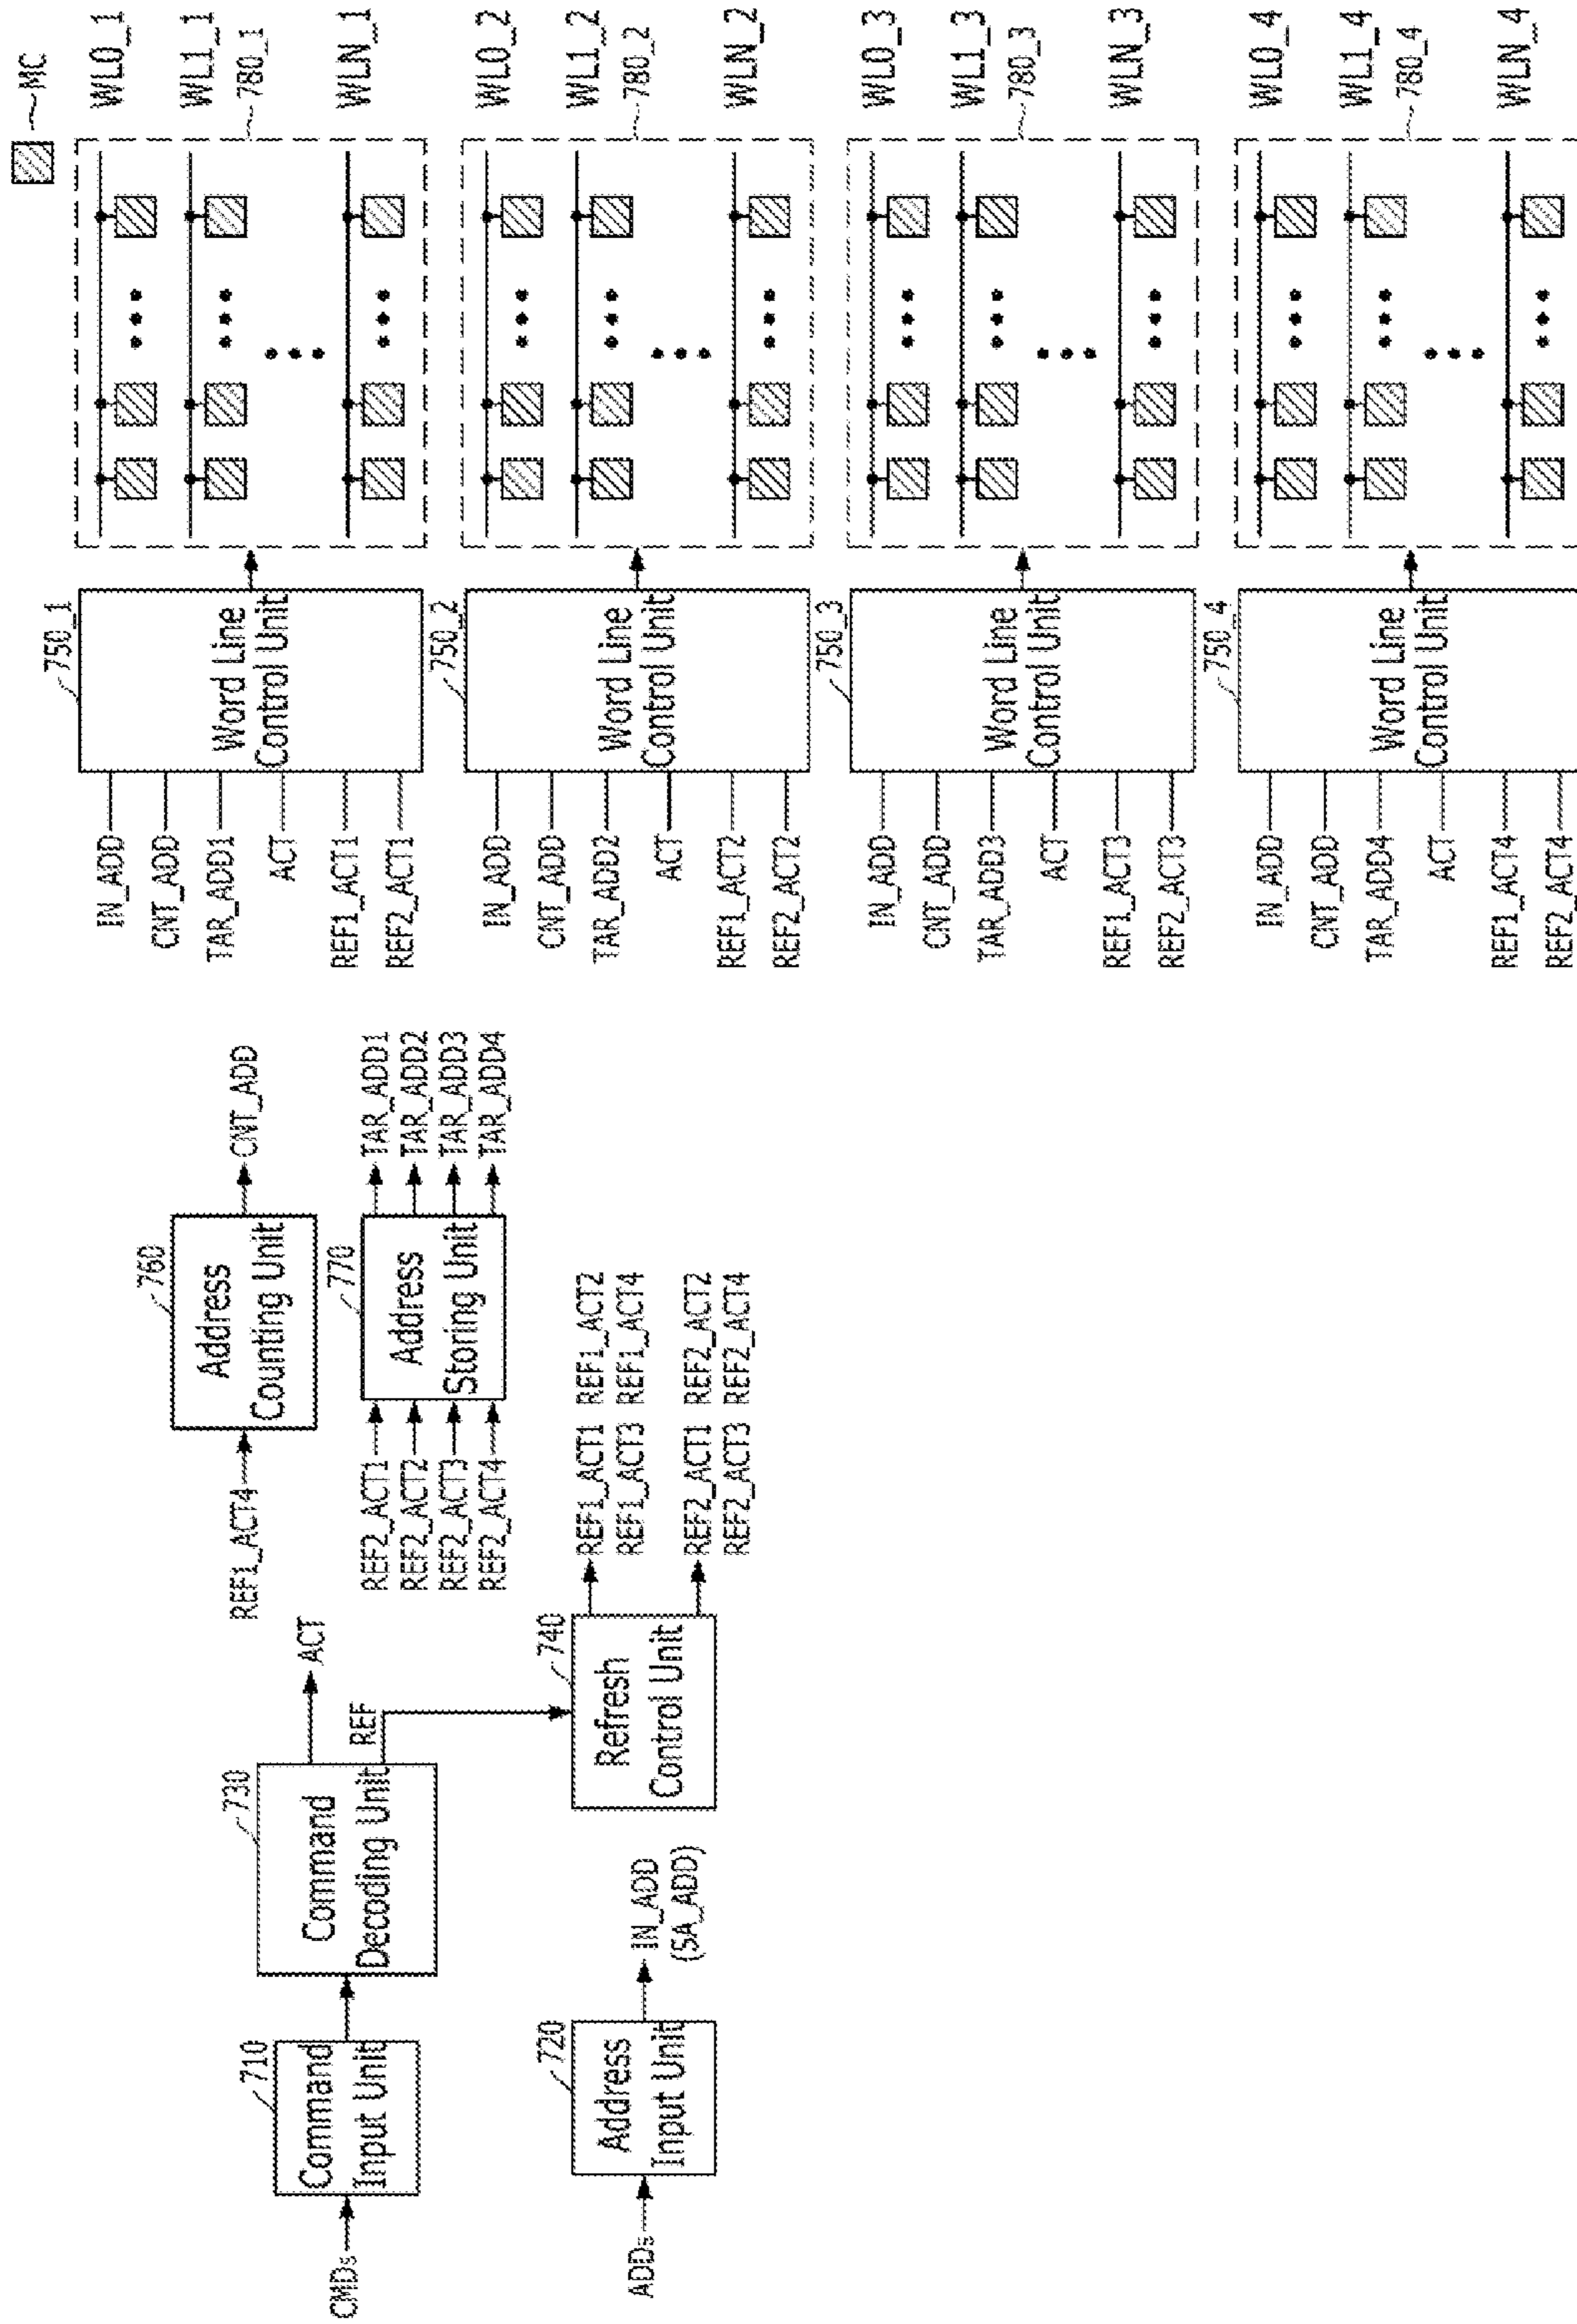 CMDs
710
Command
Input Unit
730
Command
Decoding Unit
ACT
REF
ADDs
720
Address
Input Unit
IN_ADD
(SA_ADD)
740
Refresh
Control Unit
REF1_ACT1 REF1_ACT2
REF1_ACT3 REF1_ACT4
REF2_ACT1 REF2_ACT2
REF2_ACT3 REF2_ACT4
REF1_ACT4
760
Address
Counting Unit
CNT_ADD
REF2_ACT1
REF2_ACT2
REF2_ACT3
REF2_ACT4
770
Address
Storing Unit
TAR_ADD1
TAR_ADD2
TAR_ADD3
TAR_ADD4
MC
IN_ADD
CNT_ADD
TAR_ADD1
ACT
REF1_ACT1
REF2_ACT1
750_1
Word Line
Control Unit
WL0_1
WL1_1
780_1
WLN_1
IN_ADD
CNT_ADD
TAR_ADD2
ACT
REF1_ACT2
REF2_ACT2
750_2
Word Line
Control Unit
WL0_2
WL1_2
780_2
WLN_2
IN_ADD
CNT_ADD
TAR_ADD3
ACT
REF1_ACT3
REF2_ACT3
750_3
Word Line
Control Unit
WL0_3
WL1_3
780_3
WLN_3
IN_ADD
CNT_ADD
TAR_ADD4
ACT
REF1_ACT4
REF2_ACT4
750_4
Word Line
Control Unit
WL0_4
WL1_4
780_4
WLN_4